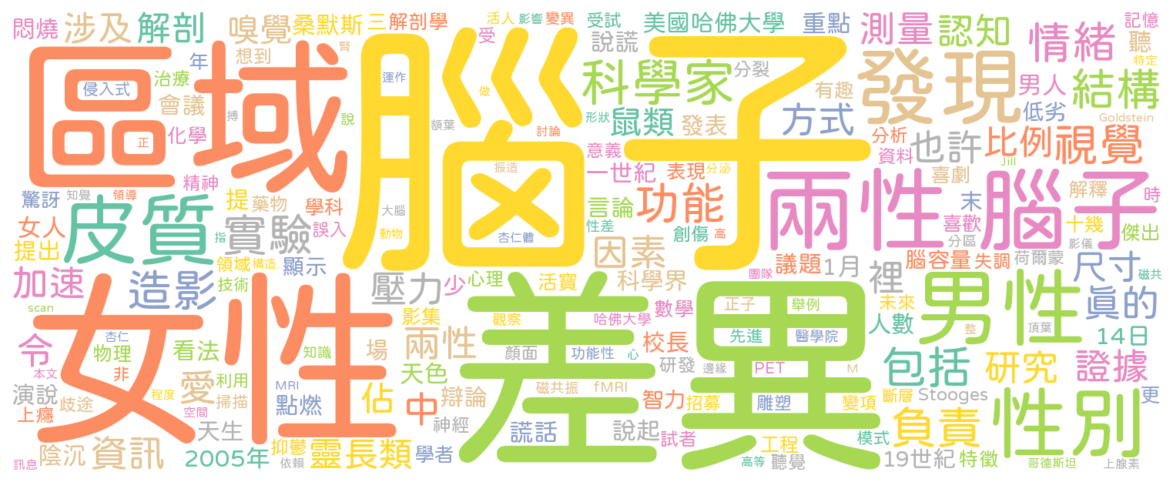 悶燒 涉及 解剖 嗅覺 桑默斯 三 解剖學 活人 影響 變異 受試 美國哈佛大學 重點 測量 認知 情緒 聽 記憶
區域 腦子 想到 年 治療 侵入式 會議 化學 精神 運作 受 說謊 科學家 分裂 有趣 發現 男人 低劣 結構 特定
Goldstein
搏 說 腎 做 額葉 討論 形狀 鼠類 發表 方式 分析 資料 也許 比例 視覺
正 意義 一世紀 表現 分泌 Jill 喜劇 解釋 時
驚訝 知覺 領導 提 藥物 學科 大腦 振造 言論 功能 兩性 腦子 末 喜歡 十幾 傑出
女人 提出 皮質 指 實驗 誤入 動物 杏仁體 性差 創傷 高 因素 分區 影儀
加速 造影 領域 構造 技術 顯示 壓力 少 心理 活寶 科學界 團隊 議題 1月 裡 腦容量 失調 荷爾蒙 尺寸 磁共
scan 女性 差異 影集 數學 正子 舉例 未來 男性 真的
令 杏仁 物理 看法 知識 場 兩性 觀察 哈佛大學 校長 先進 醫學院 人數 整 頂葉 14日
本文 非 顏面 功能性 心 研發 邊緣 PET M 包括 研究 證據
演說 歧途 程度 愛 利用 掃描 MRI 點燃 佔 天色 中 辯論 磁共振 fMRI 智力 招募 雕塑 變項 斷層 Stooges 更
上癮 空間 天生 神經 謊話 說起 試者 工程 模式 負責 性別
訊息 陰沉 資訊 2005年 抑鬱 依賴 靈長類 學者 高等 聽覺 19世紀 特徵 哥德斯坦 上腺素